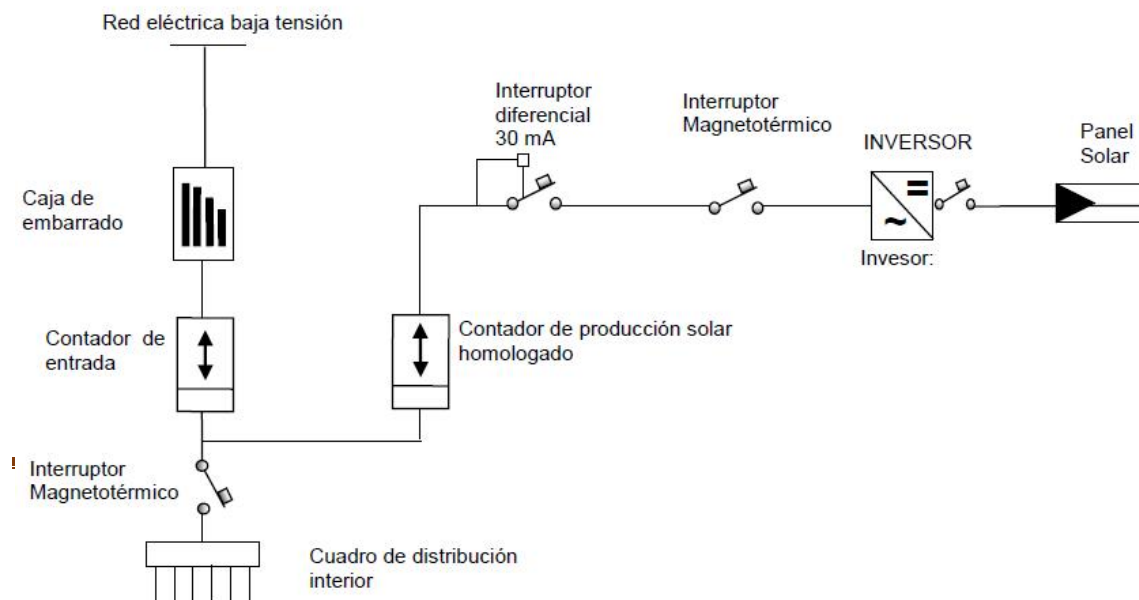 Red eléctrica baja tensión
Interruptor
diferencial
30 mA
Interruptor
Magnetotérmico
INVERSOR
Panel
Solar
Caja de
embarrado
Invesor:
Contador de
entrada
Contador de producción solar
homologado
! Interruptor
Magnetotérmico
Cuadro de distribución
interior